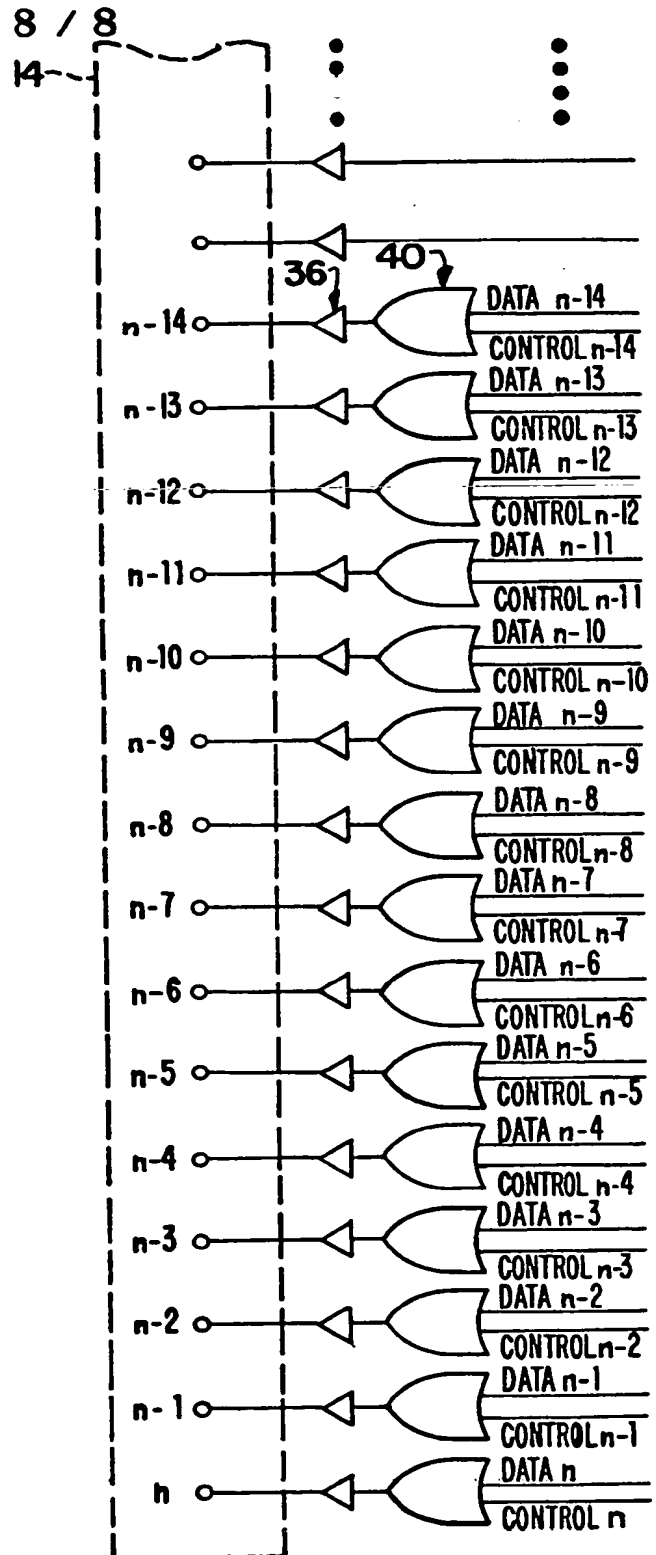 8 / 8
14
36
40
DATA n-14
n-14
CONTROL n-14
DATA n-13
n-13
CONTROL n-13
DATA n-12
n-12
CONTROL n-12
DATA n-11
n-11
CONTROL n-11
DATA n-10
n-10
CONTROL n-10
DATA n-9
n-9
CONTROL n-9
DATA n-8
n-8
CONTROL n-8
DATA n-7
n-7
CONTROL n-7
DATA n-6
n-6
CONTROL n-6
DATA n-5
n-5
CONTROL n-5
DATA n-4
n-4
CONTROL n-4
DATA n-3
n-3
CONTROL n-3
DATA n-2
n-2
CONTROL n-2
DATA n-1
n-1
CONTROL n-1
DATA n
n
CONTROL n